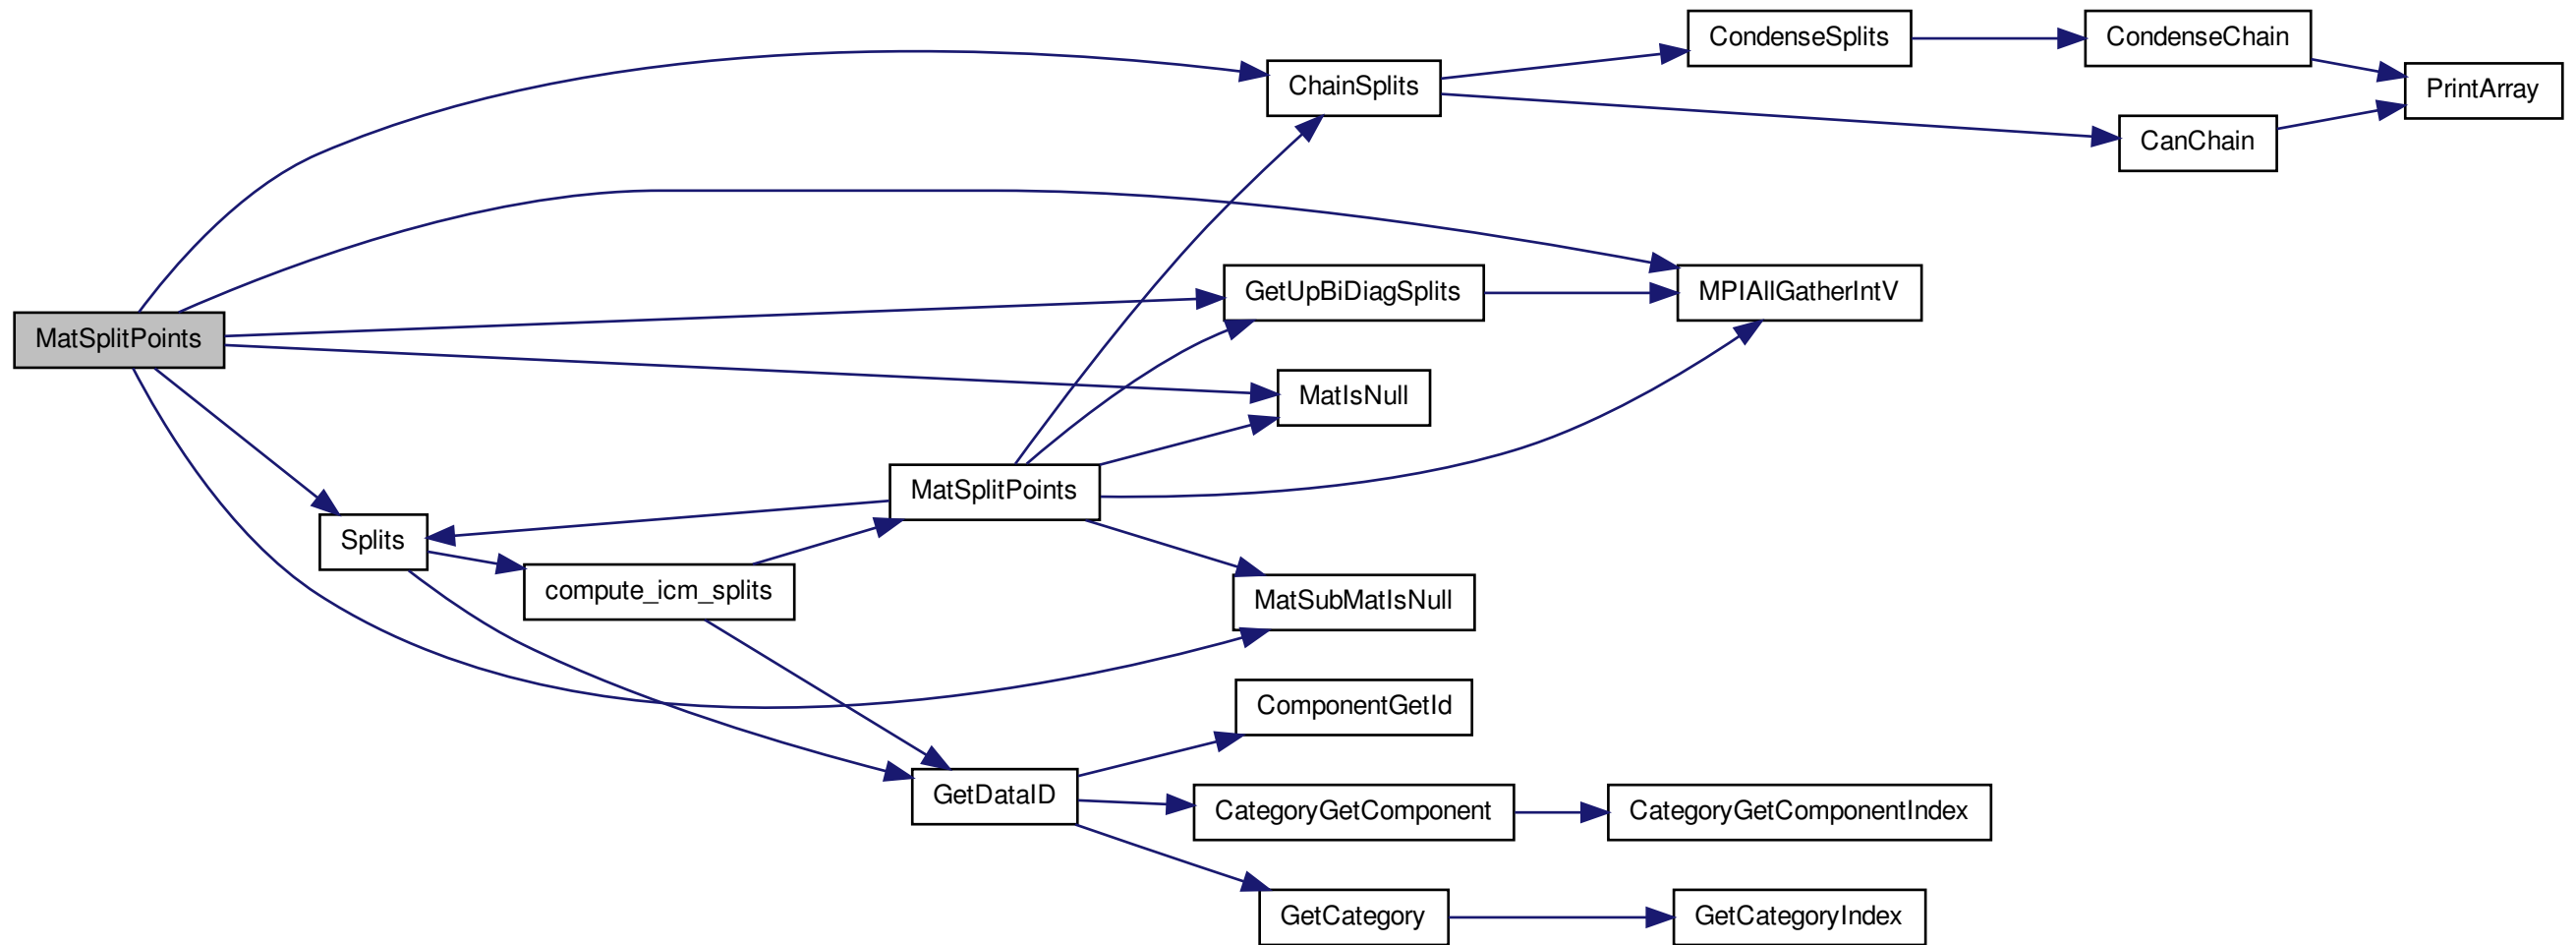 CondenseSplits
CondenseChain
ChainSplits
PrintArray
CanChain
GetUpBiDiagSplits
MPIAllGatherIntV
MatSplitPoints
MatIsNull
MatSplitPoints
Splits
compute_icm_splits
MatSubMatIsNull
ComponentGetId
GetDataID
CategoryGetComponent
CategoryGetComponentIndex
GetCategory
GetCategoryIndex